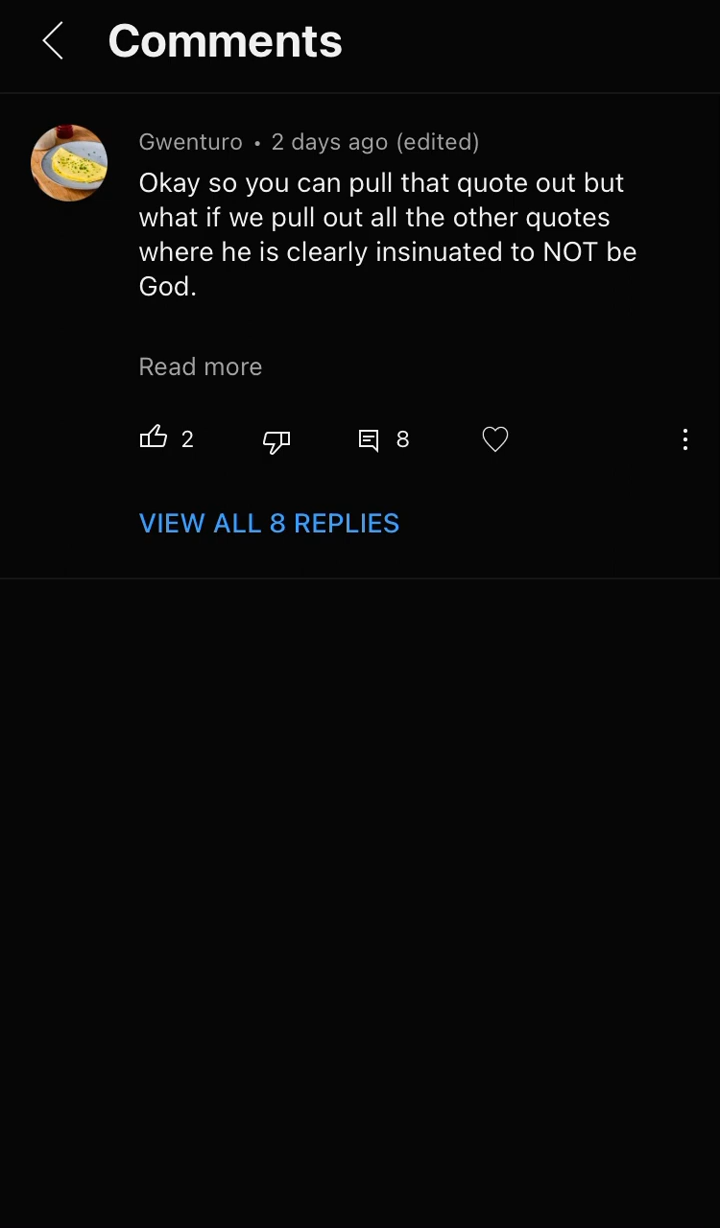 Comments
Gwenturo • 2 days ago (edited)
Okay so you can pull that quote out but
what if we pull out all the other quotes
where he is clearly insinuated to NOT be
God.
Read more
2 8
VIEW ALL 8 REPLIES